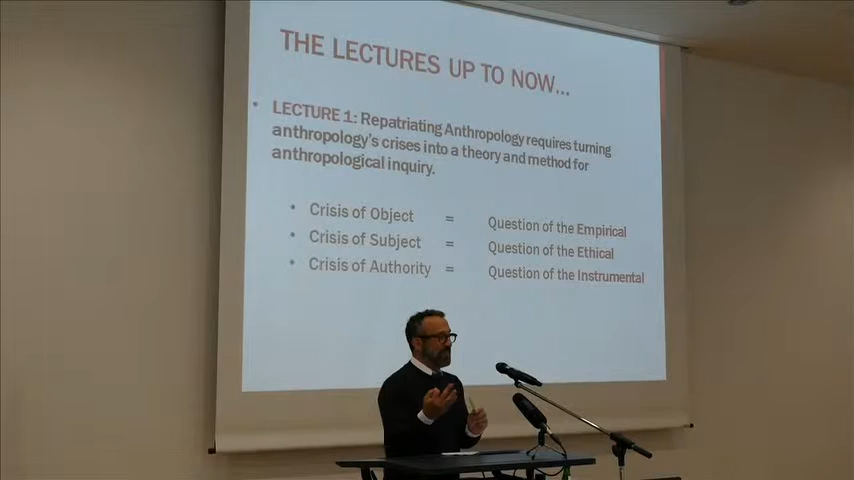 THE LECTURES UP TO NOW…
• LECTURE 1: Repatriating Anthropology requires turning
anthropology's crises into a theory and method for
anthropological inquiry.
• Crisis of Object = Question of the Empirical
• Crisis of Subject = Question of the Ethical
• Crisis of Authority = Question of the Instrumental